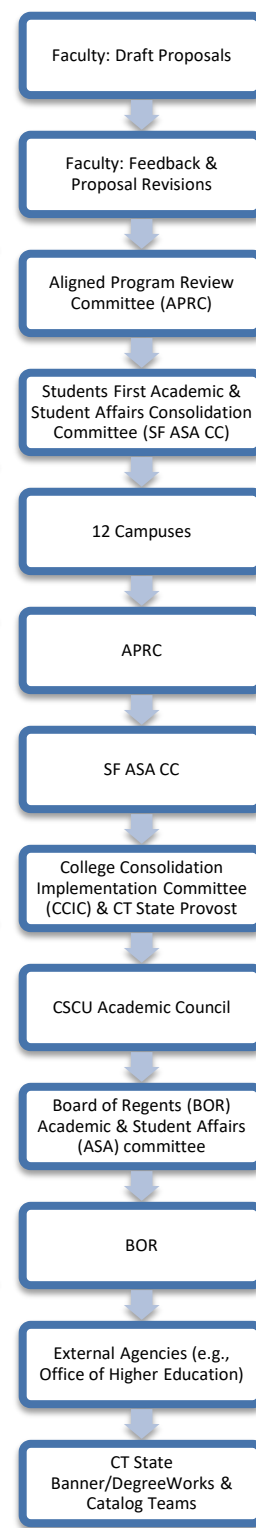 Faculty: Draft Proposals
Faculty: Feedback &
Proposal Revisions
Aligned Program Review
Committee (APRC)
Students First Academic &
Student Affairs Consolidation
Committee (SF ASA CC)
12 Campuses
APRC
SF ASA CC
College Consolidation
Implementation Committee
(CCIC) & CT State Provost
CSCU Academic Council
Board of Regents (BOR)
Academic & Student Affairs
(ASA) committee
BOR
External Agencies (e.g.,
Office of Higher Education)
CT State
Banner/DegreeWorks &
Catalog Teams